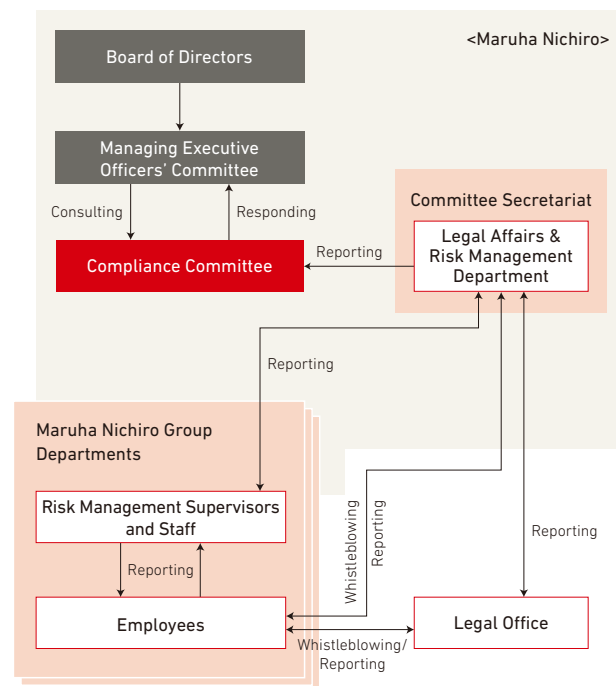 <Maruha Nichiro>
Board of Directors
Managing Executive
Officers' Committee
Consulting
Responding
Committee Secretariat
Legal Affairs &
Risk Management
Department
Reporting
Compliance Committee
Reporting
Maruha Nichiro Group
Departments
Risk Management Supervisors
and Staff
Whistleblowing
Reporting
Reporting
Reporting
Employees
Legal Office
Whistleblowing/
Reporting